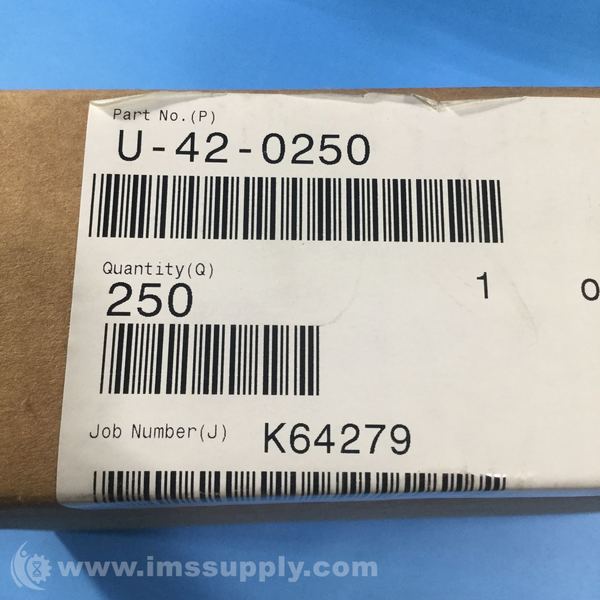 Part No.(P)
U-42-0250
Quantity(Q)
250
1
Job Number(J) K64279
www.imssupply.com